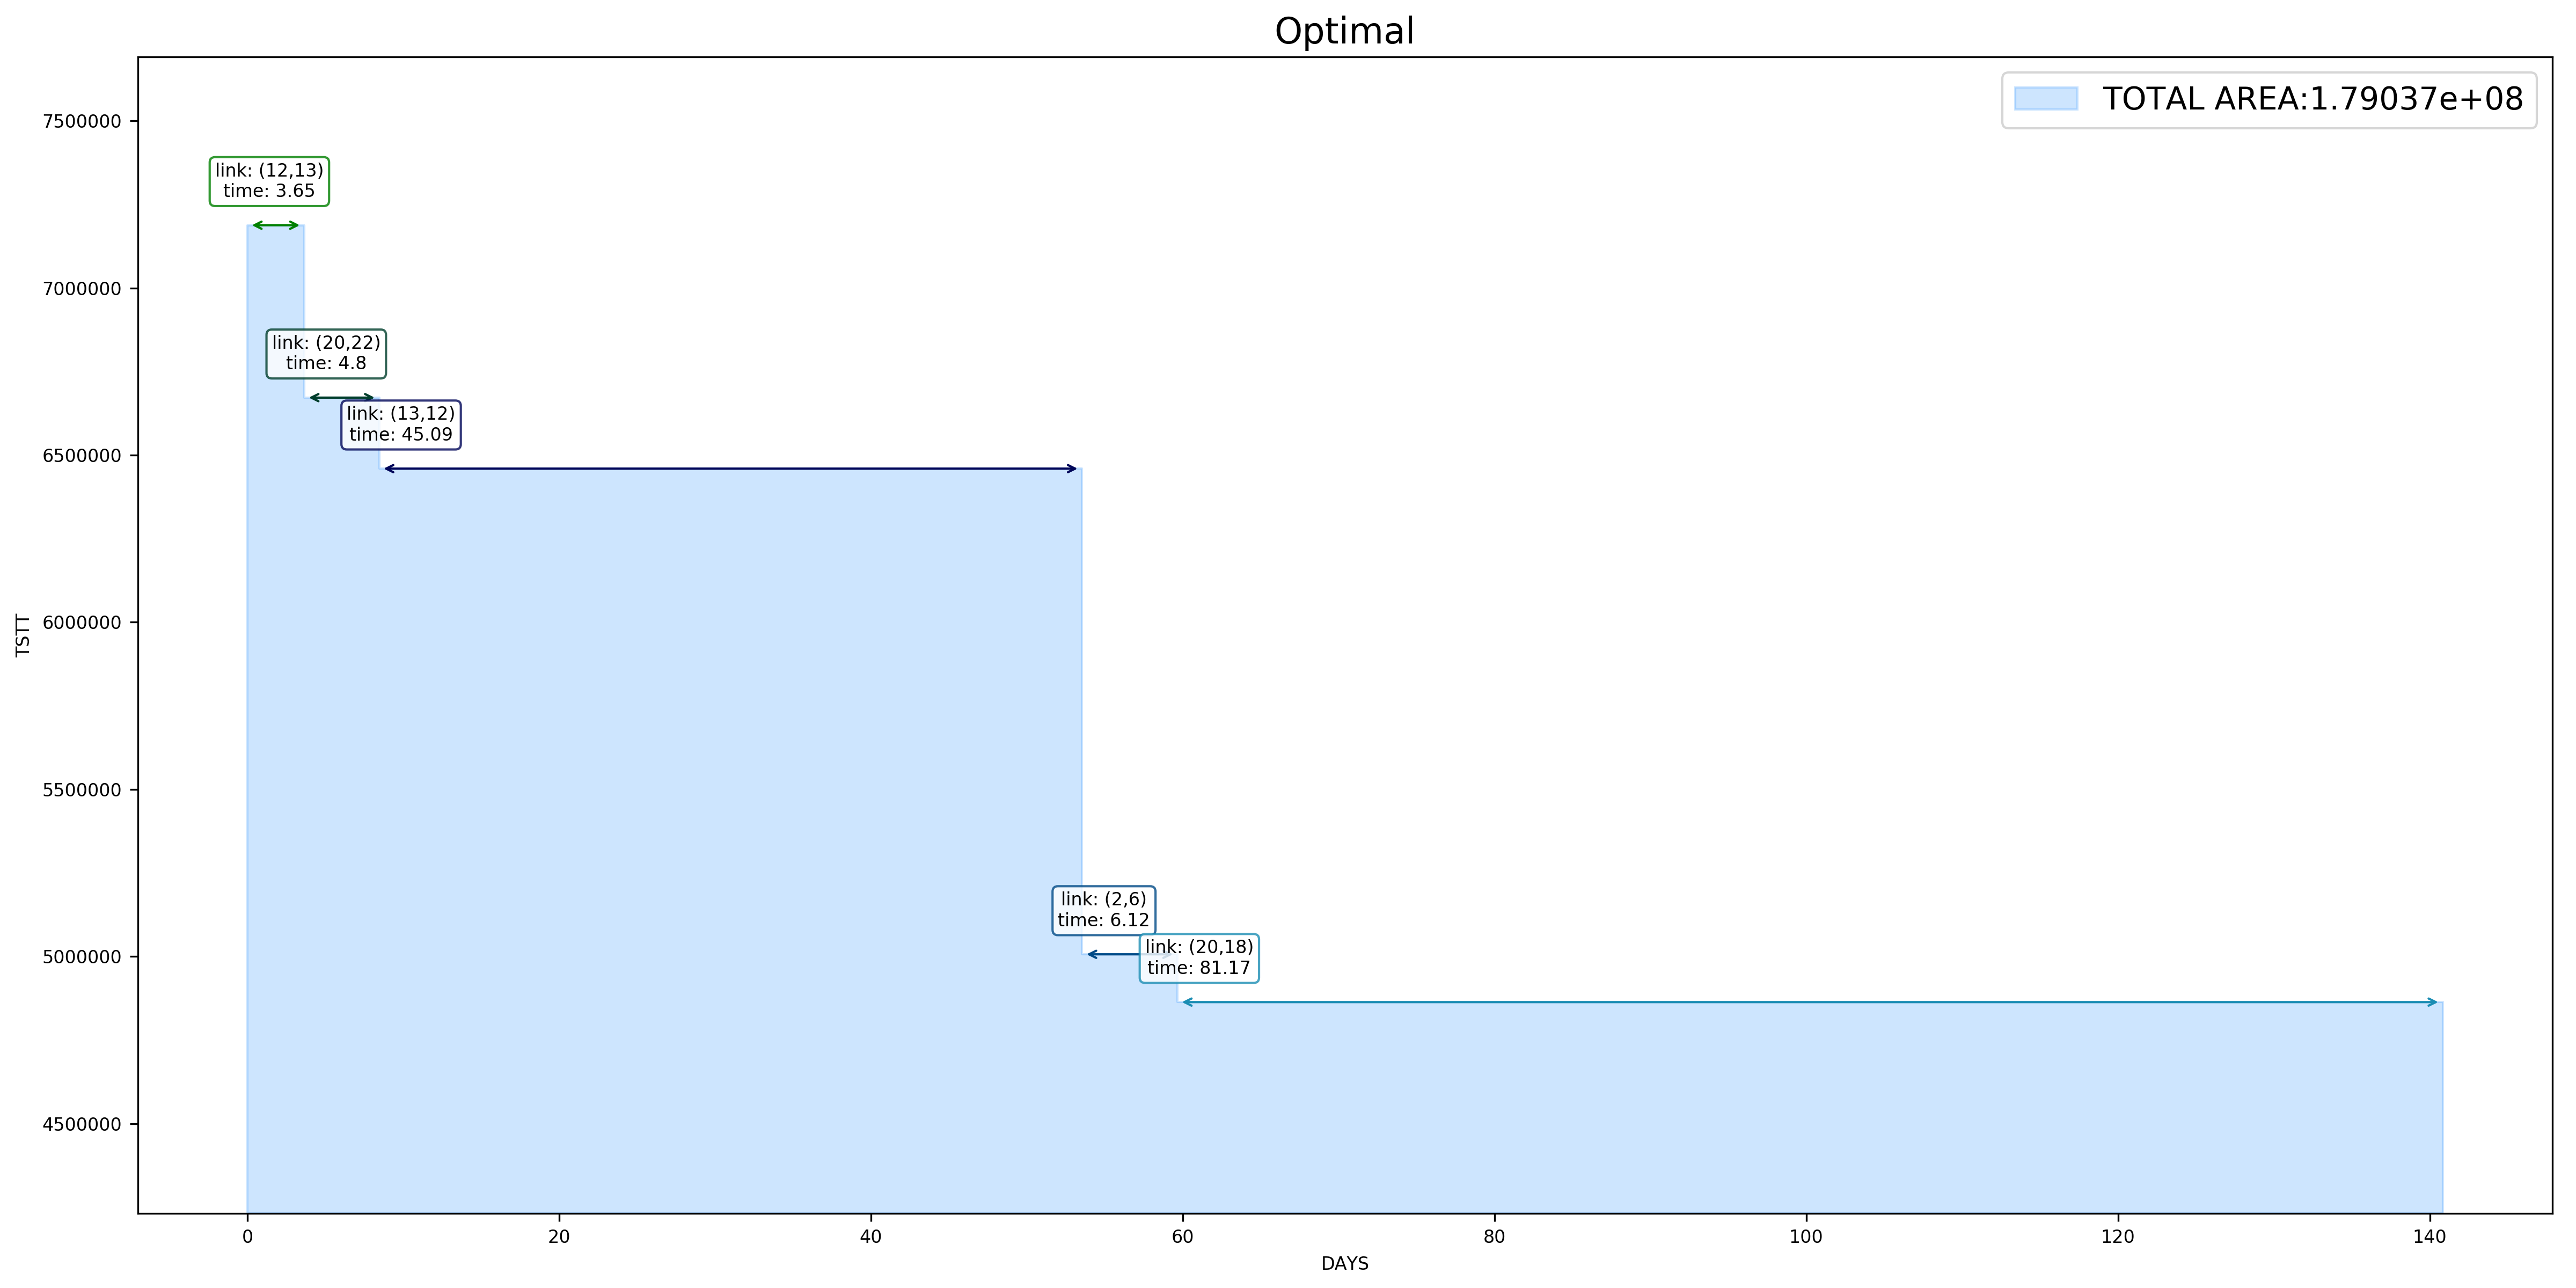 Optimal
TOTAL AREA:1.79037e+08
7500000
7000000
6500000
6000000
5500000
5000000
4500000
TSTT
link: (12,13)
time: 3.65
link: (20,22)
time: 4.8
link: (13,12)
time: 45.09
link: (2,6)
time: 6.12
link: (20,18)
time: 81.17
0 20 40 60 80 100 120 140
DAYS